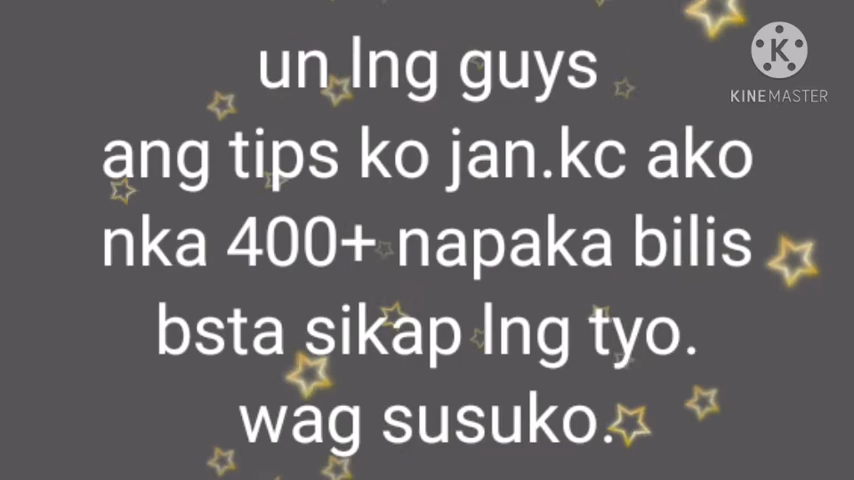 un lng guys
ang tips ko jan.kc ako
nka 400+ napaka bilis
bsta sikap lng tyo.
wag susuko.
K
KINEMASTER